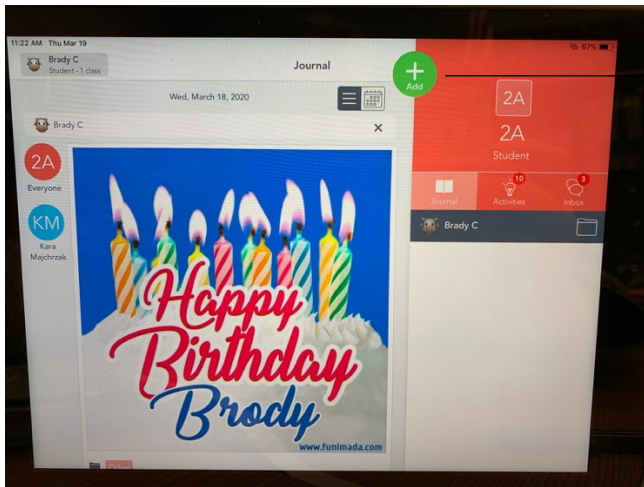 11:22 AM Thu Mar 19
67%
Brady C
Student - 1 class
Journal
Add
Wed, March 18, 2020
Brady C
2A
Everyone
KM
Kara
Majchrzak
Happy
Birthday
Brody
www.funimada.com
Other
2A
2A
Student
Journal
10
Activities
3
Inbox
Brady C